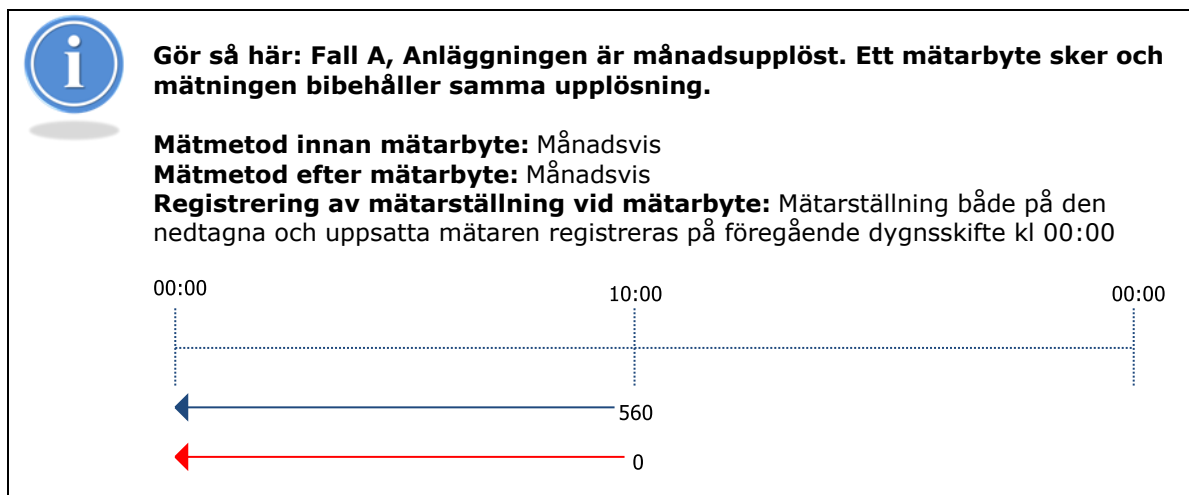 Gör så här: Fall A, Anläggningen är månadsupplöst. Ett mätarbyte sker och
mätningen bibehåller samma upplösning.
Mätmetod innan mätarbyte: Månadsvis
Mätmetod efter mätarbyte: Månadsvis
Registrering av mätarställning vid mätarbyte: Mätarställning både på den
nedtagna och uppsatta mätaren registreras på föregående dygnsskifte kl 00:00
00:00 10:00 00:00
560
0